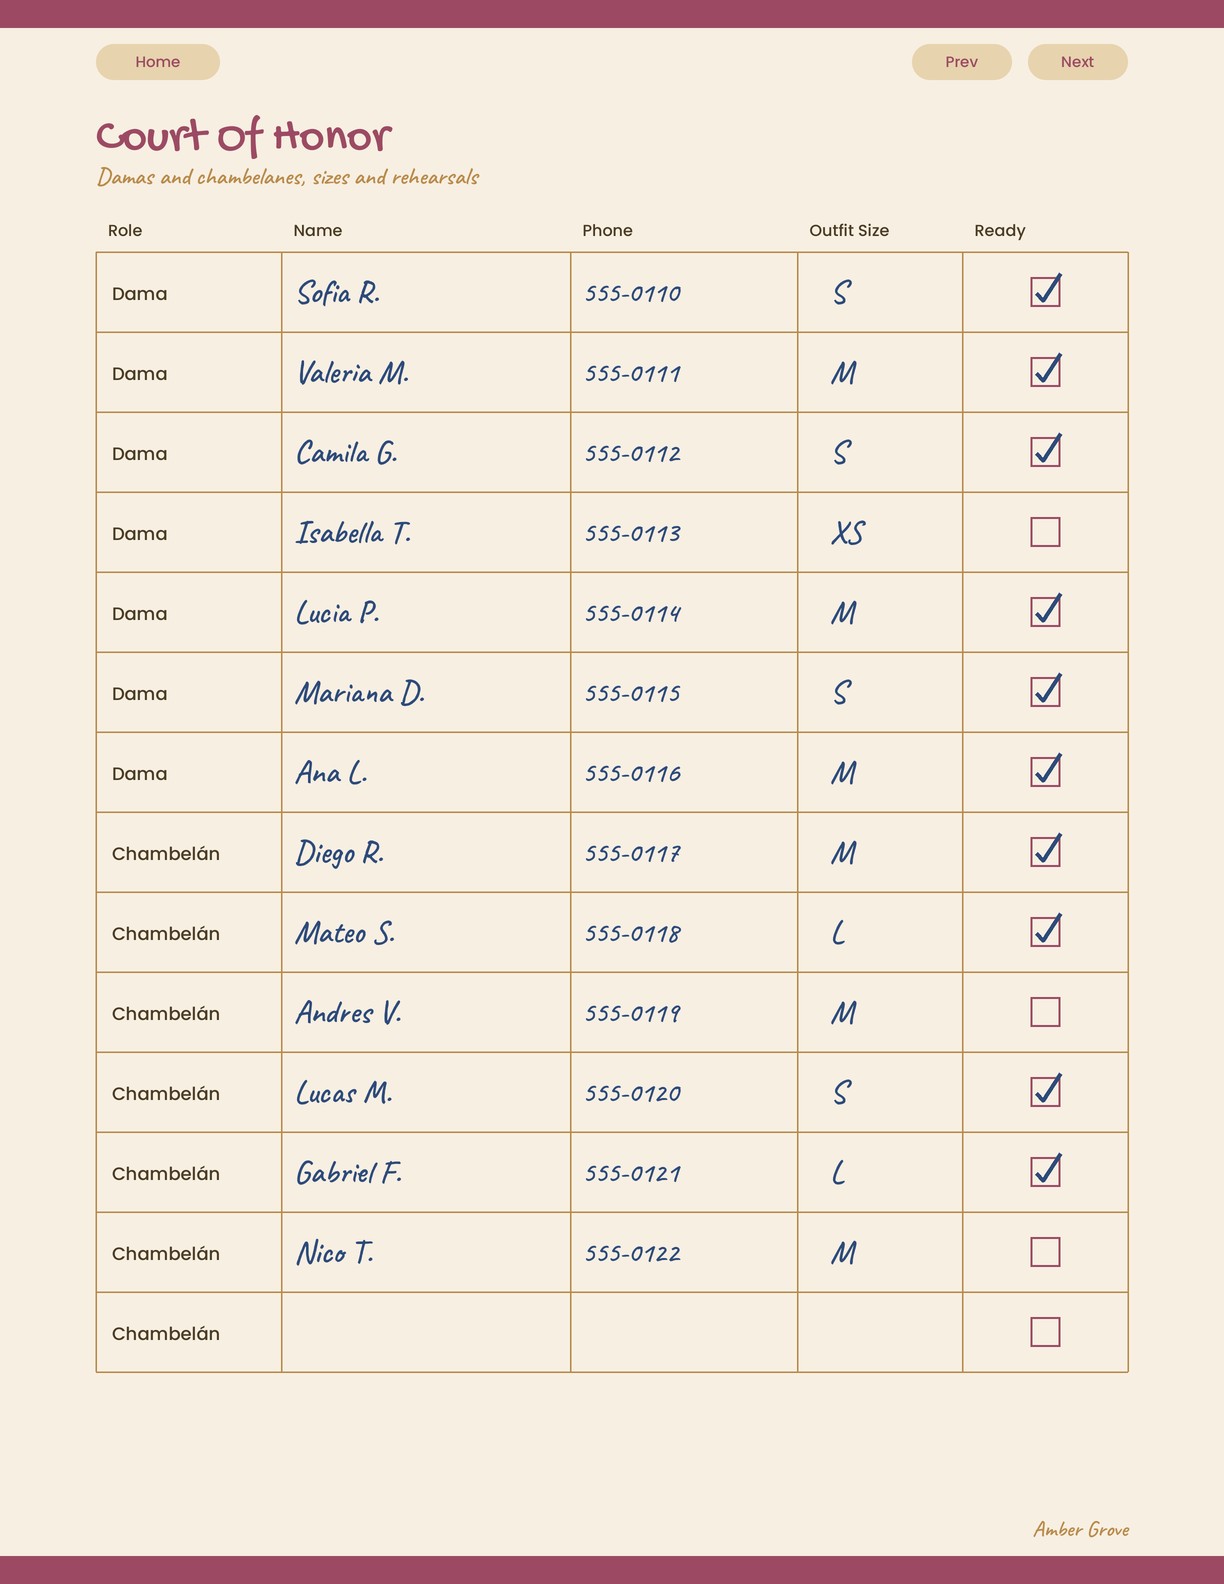 Home Prev Next
Court Of Honor
Damas and chambelanes, sizes and rehearsals
Role Name Phone Outfit Size Ready
Dama Sofia R. 555-0110 S
Dama Valeria M. 555-0111 M
Dama Camila G. 555-0112 S
Dama Isabella T. 555-0113 XS
Dama Lucia P. 555-0114 M
Dama Mariana D. 555-0115 S
Dama Ana L. 555-0116 M
Chambelán Diego R. 555-0117 M
Chambelán Mateo S. 555-0118 L
Chambelán Andres V. 555-0119 M
Chambelán Lucas M. 555-0120 S
Chambelán Gabriel F. 555-0121 L
Chambelán Nico T. 555-0122 M
Chambelán
Amber Grove